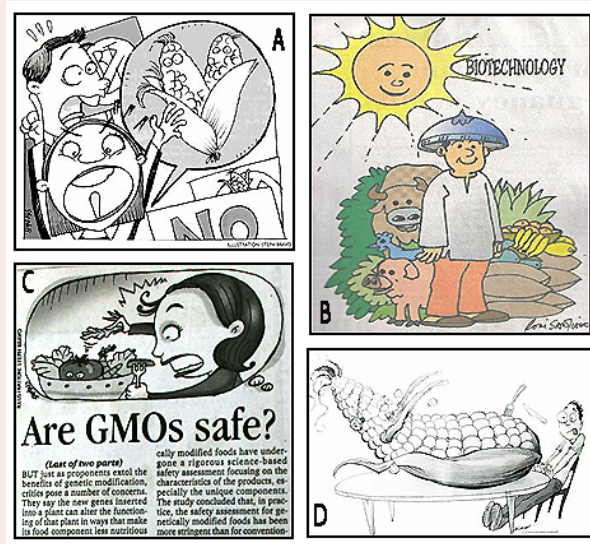 A
NO
ILLUSTRATION STEPH BRAVO
BIOTECHNOLOGY
B
C
ILLUSTRATION STEPH BRAVO
Are GMOs safe?
(Last of two parts)
BUT just as proponents extol the
benefits of genetic modification,
critics pose a number of concerns.
They say the new genes inserted
into a plant can alter the function-
ing of that plant in ways that make
its food component less nutritious
cally modified foods have under-
gone a rigorous science-based
safety assessment focusing on the
characteristics of the products, es-
pecially the unique components.
The study concluded that, in prac-
tice, the safety assessment for ge-
netically modified foods has been
more stringent than for convention-
D